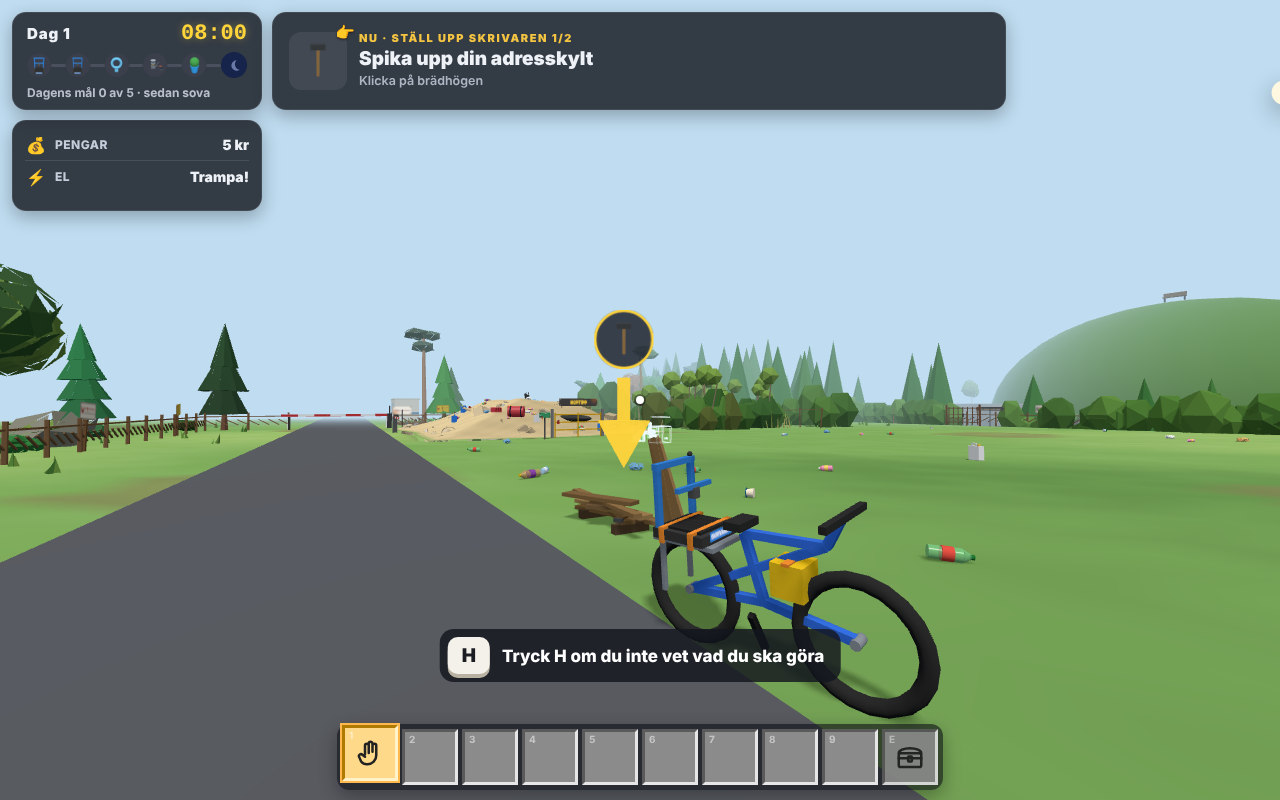 Dag 1
08:00
Dagens mål 0 av 5 · sedan sova
PENGAR
5 kr
EL
Trampa!
NU · STÄLL UPP SKRIVAREN 1/2
Spika upp din adresskylt
Klicka på brädhögen
H
Tryck H om du inte vet vad du ska göra
1
2
3
4
5
6
7
8
9
E